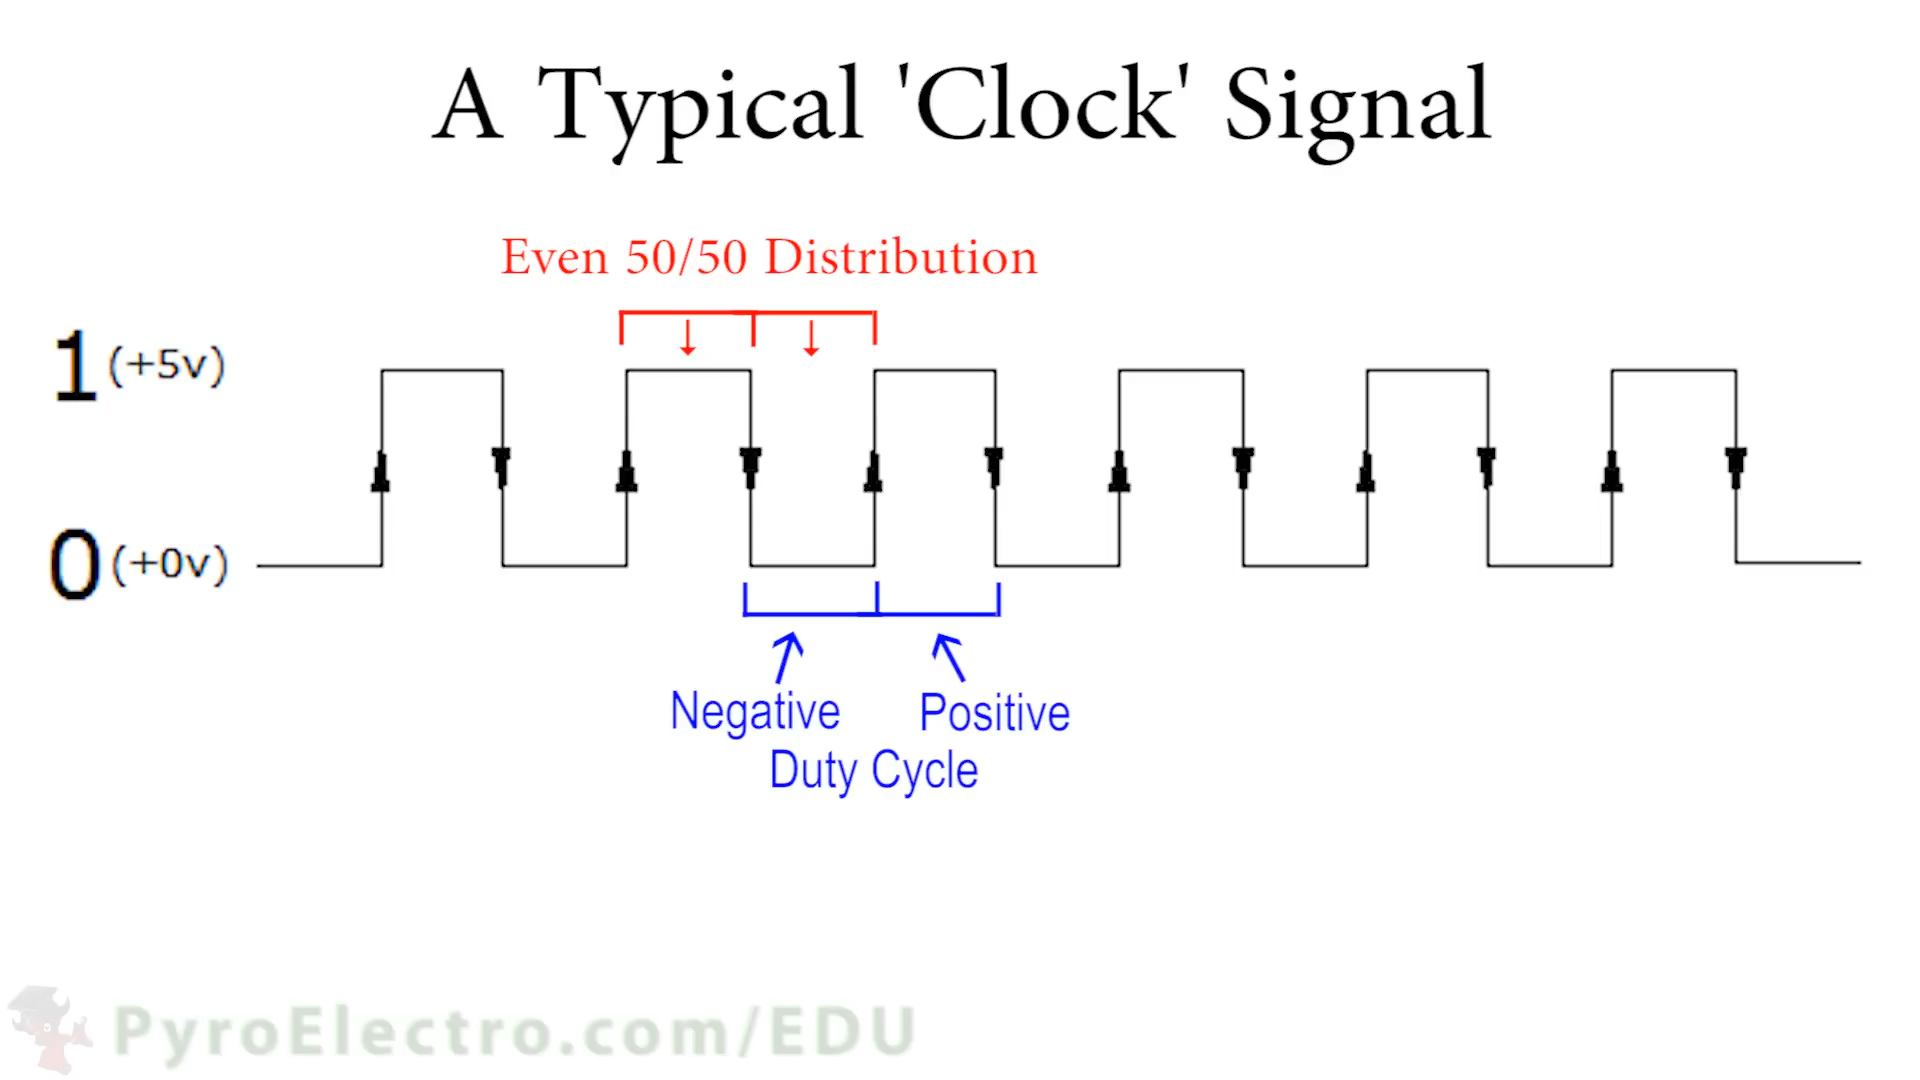 A Typical 'Clock' Signal
Even 50/50 Distribution
1 (+5v)
0 (+0v)
Negative Positive
Duty Cycle
PyroElectro.com/EDU